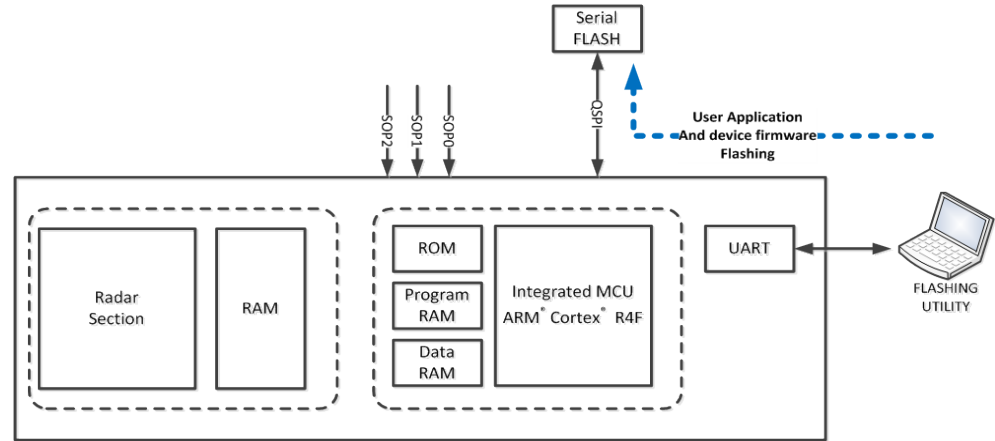 Serial
FLASH
SOP2
SOP1
SOP0
QSPI
User Application
And device firmware
Flashing
Radar
Section
RAM
ROM
Program
RAM
Data
RAM
Integrated MCU
ARM® Cortex® R4F
UART
FLASHING
UTILITY